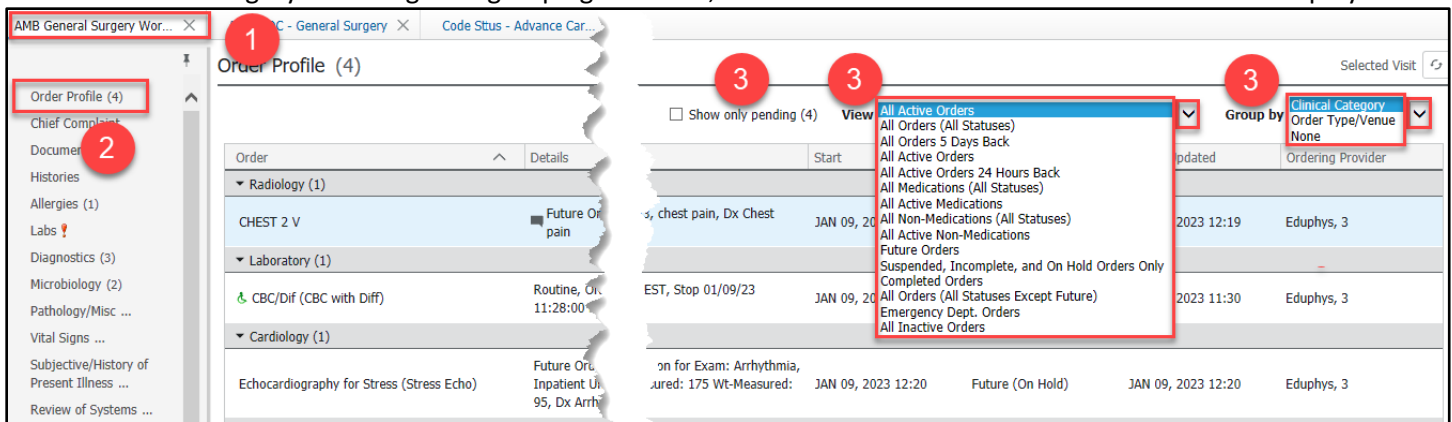 AMB General Surgery Wor...
C - General Surgery
Code Sttus - Advance Car...
1
Order Profile (4)
Selected Visit
Order Profile (4)
Chief Complaint
2
Histories
Allergies (1)
Labs
Diagnostics (3)
Microbiology (2)
Pathology/Misc ...
Vital Signs ...
Subjective/History of
Present Illness ...
Review of Systems ...
3
3
3
Show only pending (4)
View
All Active Orders
All Orders (All Statuses)
All Orders 5 Days Back
All Active Orders
All Active Orders 24 Hours Back
All Medications (All Statuses)
All Active Medications
All Non-Medications (All Statuses)
All Active Non-Medications
Future Orders
Suspended, Incomplete, and On Hold Orders Only
Completed Orders
All Orders (All Statuses Except Future)
Emergency Dept. Orders
All Inactive Orders
Group by
Clinical Category
Order Type/Venue
None
Order
Details
Start
Updated
Ordering Provider
Radiology (1)
CHEST 2 V
Future Or
, chest pain, Dx Chest
pain
JAN 09, 20
2023 12:19
Eduphys, 3
Laboratory (1)
CBC/Dif (CBC with Diff)
Routine,
EST, Stop 01/09/23
11:28:00
JAN 09, 20
2023 11:30
Eduphys, 3
Cardiology (1)
Echocardiography for Stress (Stress Echo)
Future
for Exam: Arrhythmia,
Inpatient
175 Wt-Measured:
95, Dx
JAN 09, 2023 12:20
Future (On Hold)
JAN 09, 2023 12:20
Eduphys, 3